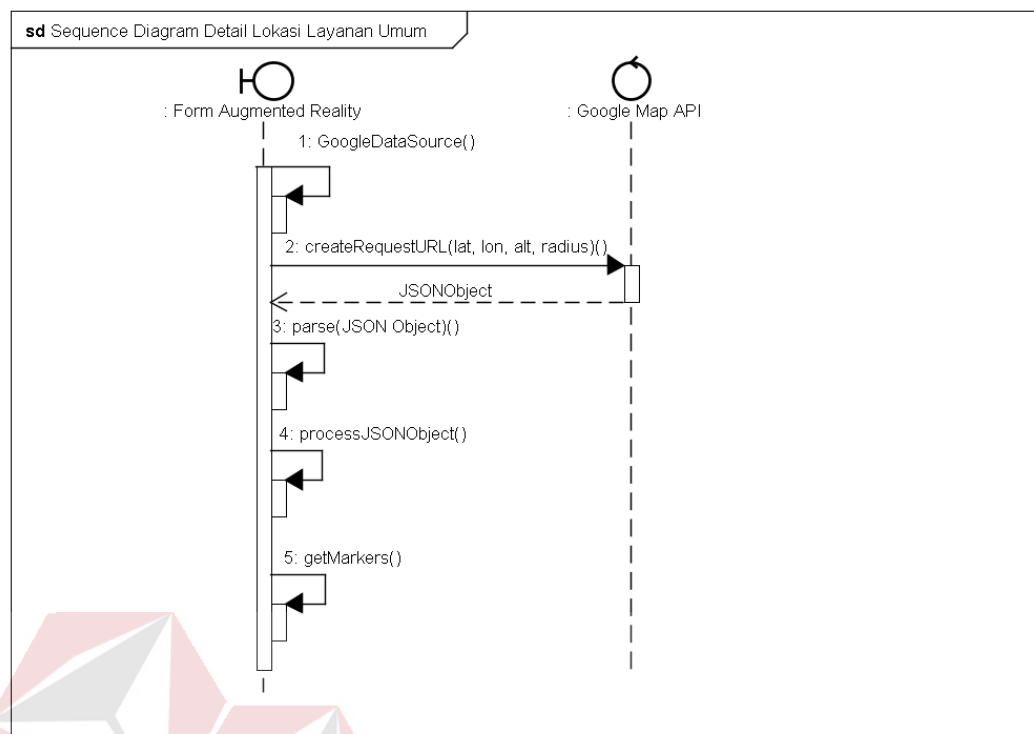 sd Sequence Diagram Detail Lokasi Layanan Umum
: Form Augmented Reality
: Google Map API
1: GoogleDataSource()
2: createRequestURL(lat, lon, alt, radius)()
JSONObject
3: parse(JSON Object)()
4: processJSONObject()
5: getMarkers()